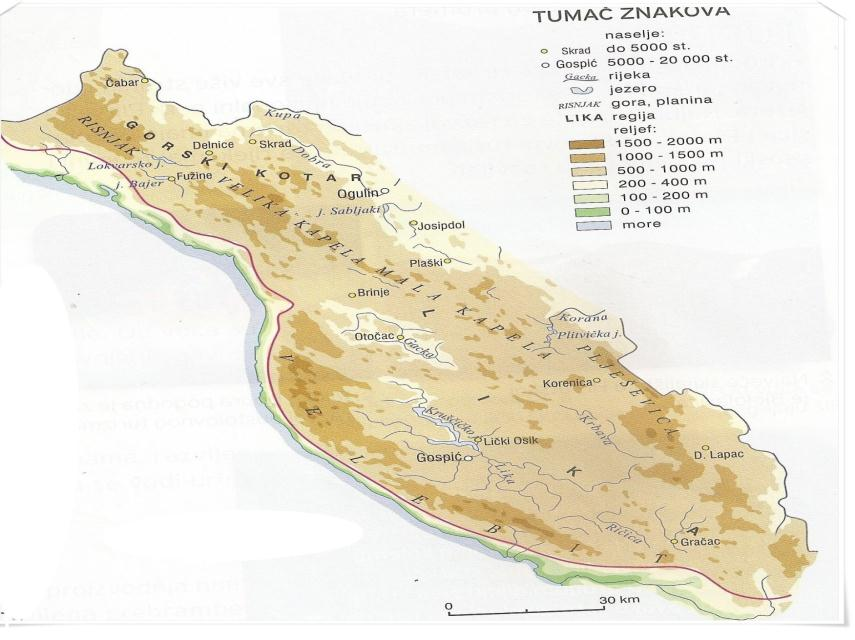 TUMAČ ZNAKOVA
naselje:
Skrad do 5000 st.
Gospić 5000 - 20 000 st.
Gacka rijeka
jezero
RISNJAK gora, planina
LIKA regija
reljef:
1500 - 2000 m
1000 - 1500 m
500 - 1000 m
200 - 400 m
100 - 200 m
0 - 100 m
more
Čabar
Kupa
RISNJAK
GORSKI KOTAR
Delnice
Skrad
Dobra
Lokvarsko j.
Fužine
j. Bajer
VELIKA KAPELA
Ogulin
j. Sabljaki
Josipdol
Plaški
MALA KAPELA
Brinje
Korana
Plitvička j.
Otočac
Gacka
PLJEŠEVICA
Korenica
LIKA
Kruščičko
Krbava
Lički Osik
D. Lapac
Gospić
Lika
VELEBIT
Ričica
Gračac
0 30 km